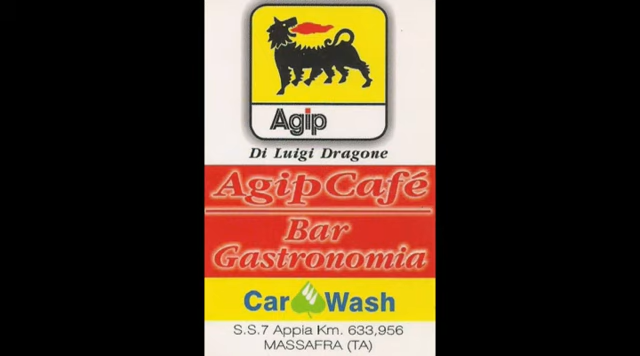 Agip
Di Luigi Dragone
AgipCafé
Bar
Gastronomia
Car Wash
S.S.7 Appia Km. 633,956
MASSAFRA (TA)